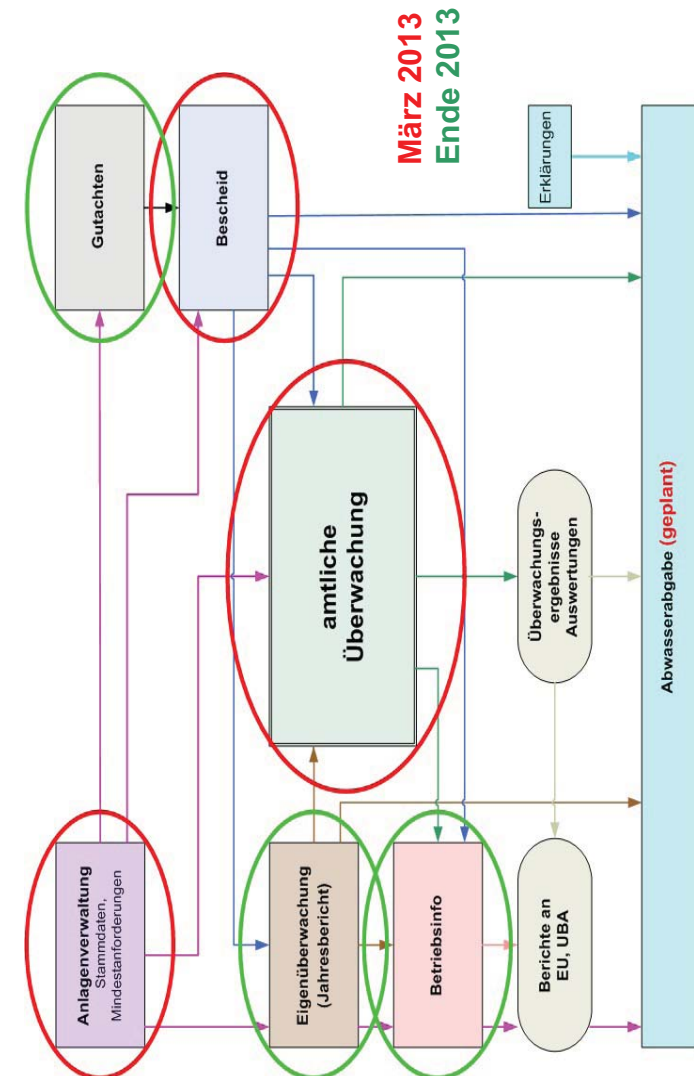 März 2013
Ende 2013
Anlagenverwaltung
Stammdaten,
Mindestanforderungen
Gutachten
Bescheid
amtliche
Überwachung
Eigenüberwachung
(Jahresbericht)
Betriebsinfo
Berichte an
EU, UBA
Überwachungs-
ergebnisse
Auswertungen
Erklärungen
Abwasserabgabe (geplant)